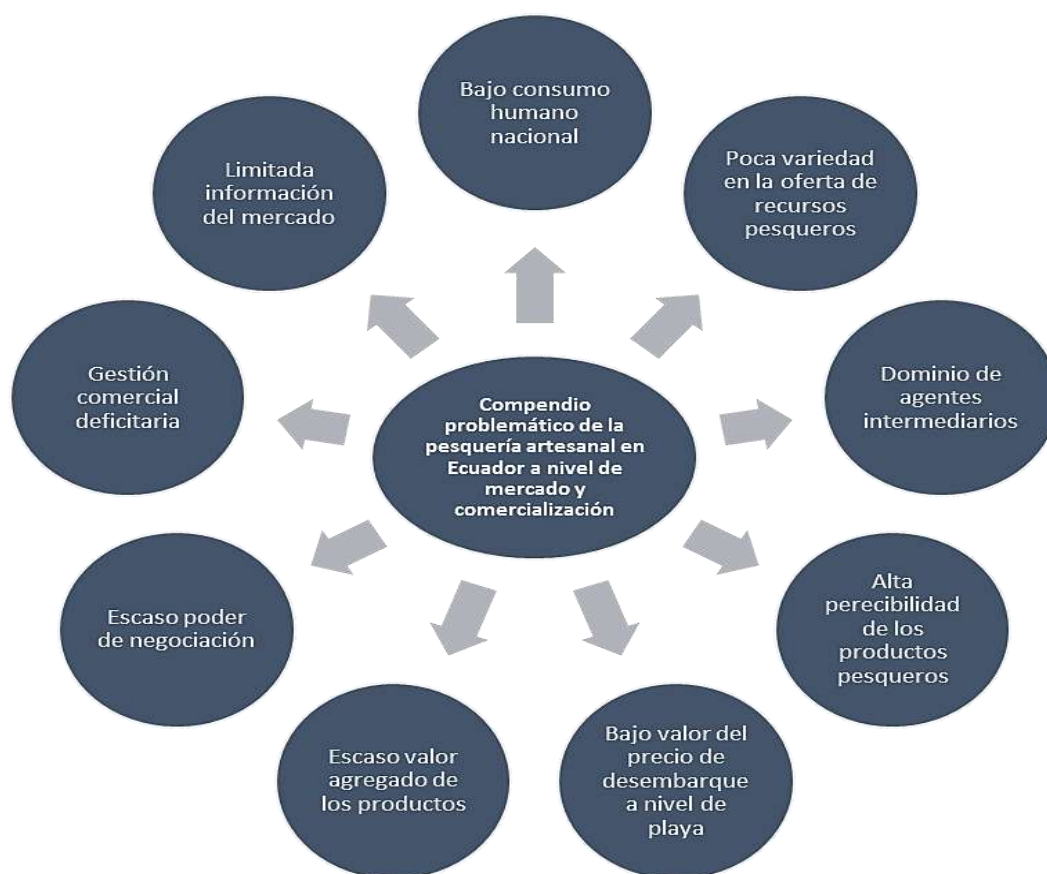 Bajo consumo
humano
nacional
Poca variedad
en la oferta de
recursos
pesqueros
Dominio de
agentes
intermediarios
Alta
perecibilidad
de los
productos
pesqueros
Bajo valor del
precio de
desembarque
a nivel de
playa
Escaso valor
agregado de
los productos
Escaso poder
de negociación
Gestión
comercial
deficitaria
Limitada
información
del mercado
Compendio
problemático de la
pesquería artesanal en
Ecuador a nivel de
mercado y
comercialización